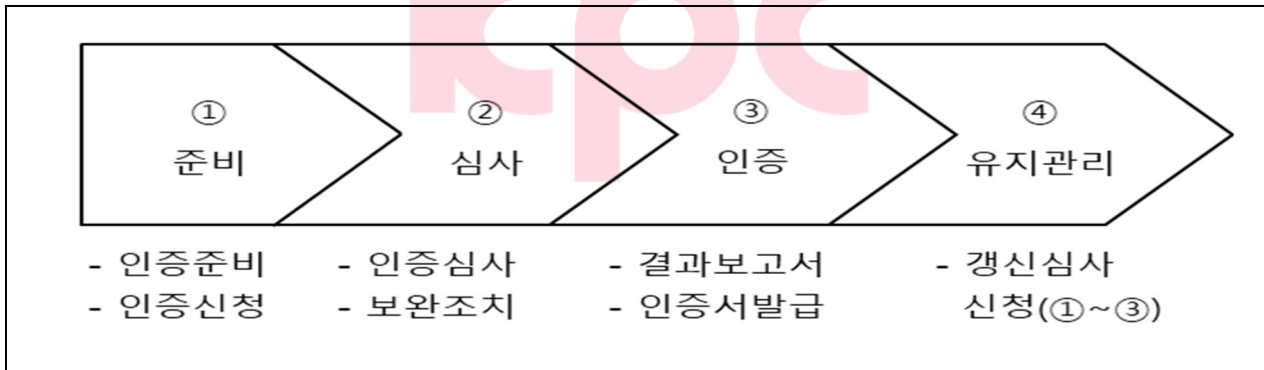 kpc
①
준비
②
심사
③
인증
④
유지관리
- 인증준비
- 인증신청
- 인증심사
- 보완조치
- 결과보고서
- 인증서발급
- 갱신심사
신청(①~③)